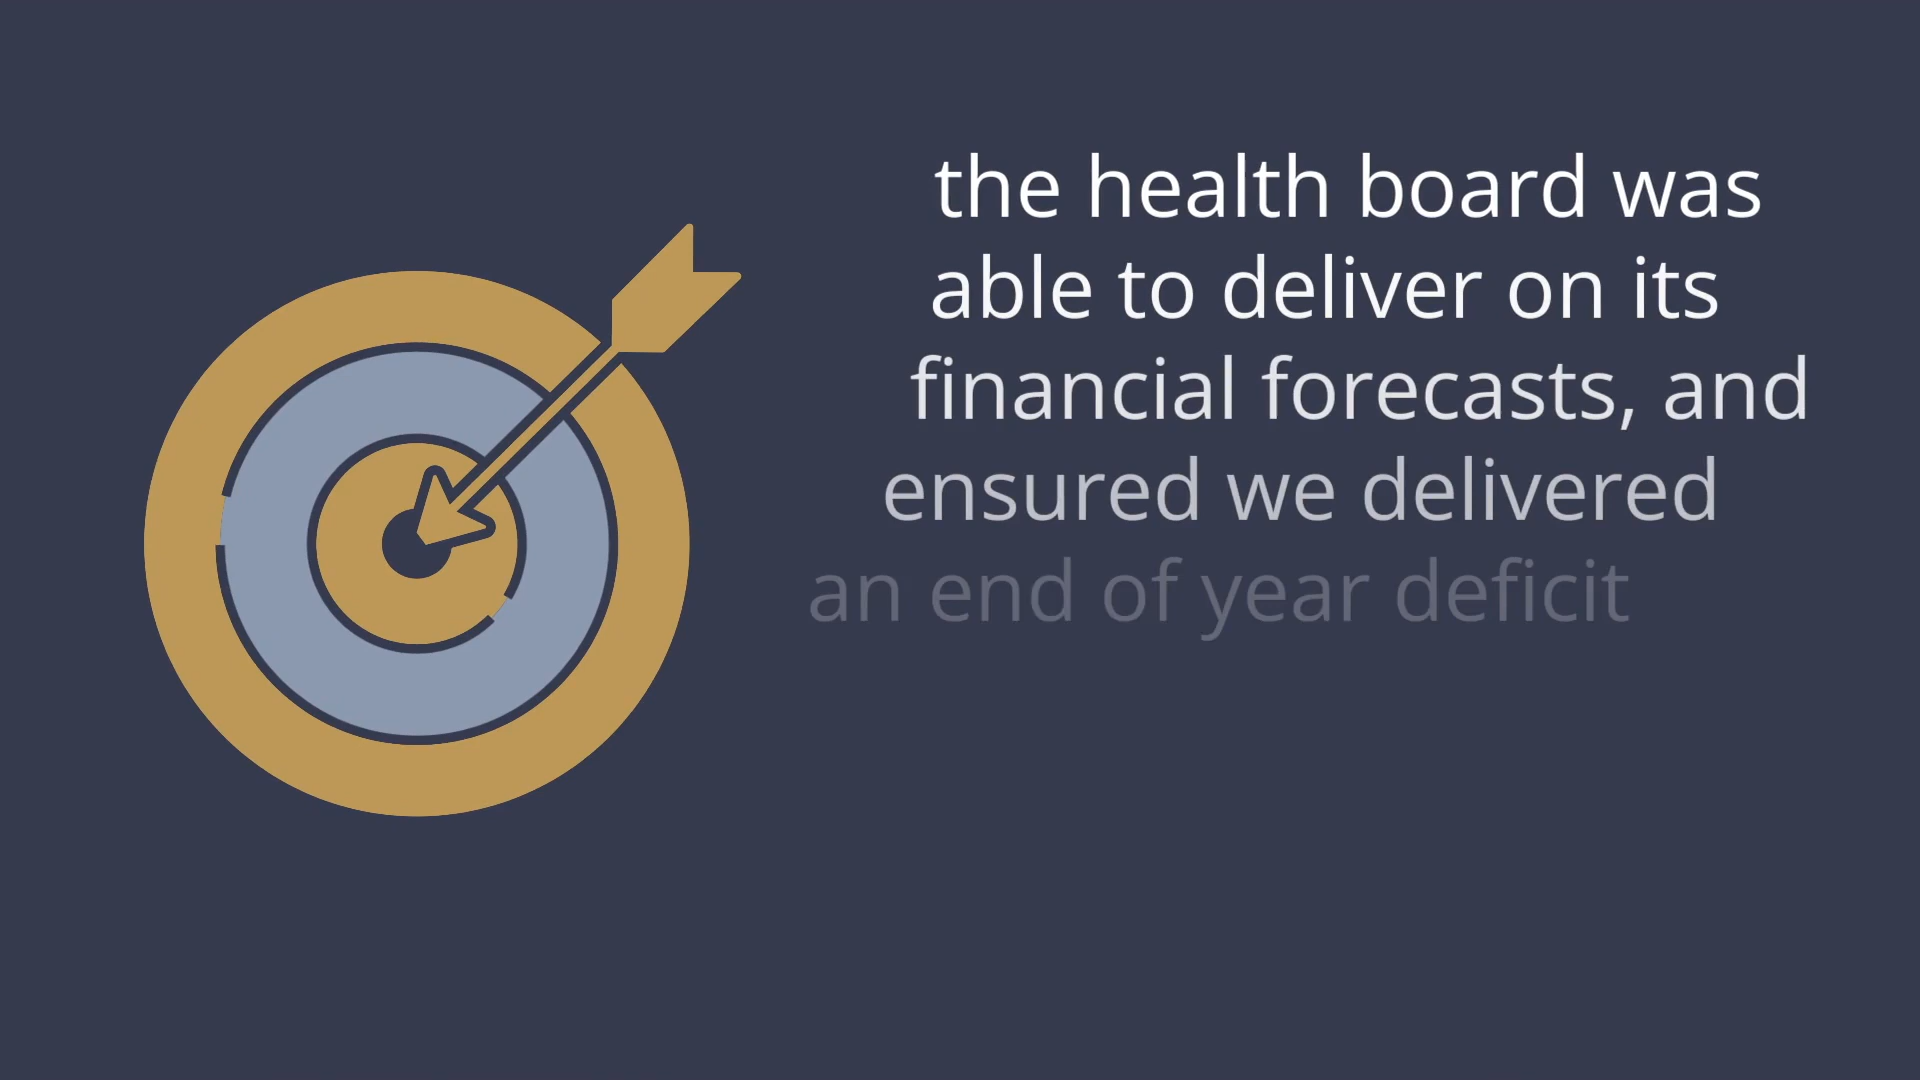 the health board was
able to deliver on its
financial forecasts, and
ensured we delivered
an end of year deficit